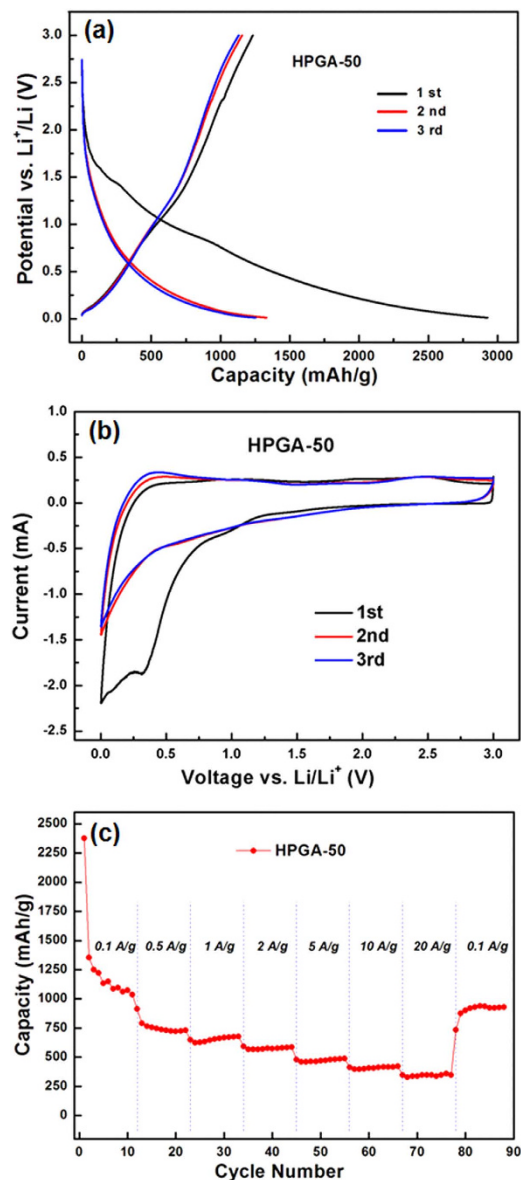 (a)
HPGA-50
1 st
2 nd
3 rd
Potential vs. Li⁺/Li (V)
3.0
2.5
2.0
1.5
1.0
0.5
0.0
0 500 1000 1500 2000 2500 3000
Capacity (mAh/g)
(b)
HPGA-50
1st
2nd
3rd
Current (mA)
1.0
0.5
0.0
-0.5
-1.0
-1.5
-2.0
-2.5
0.0 0.5 1.0 1.5 2.0 2.5 3.0
Voltage vs. Li/Li⁺ (V)
(c)
HPGA-50
0.1 A/g 0.5 A/g 1 A/g 2 A/g 5 A/g 10 A/g 20 A/g 0.1 A/g
Capacity (mAh/g)
2500
2250
2000
1750
1500
1250
1000
750
500
250
0
0 10 20 30 40 50 60 70 80 90
Cycle Number